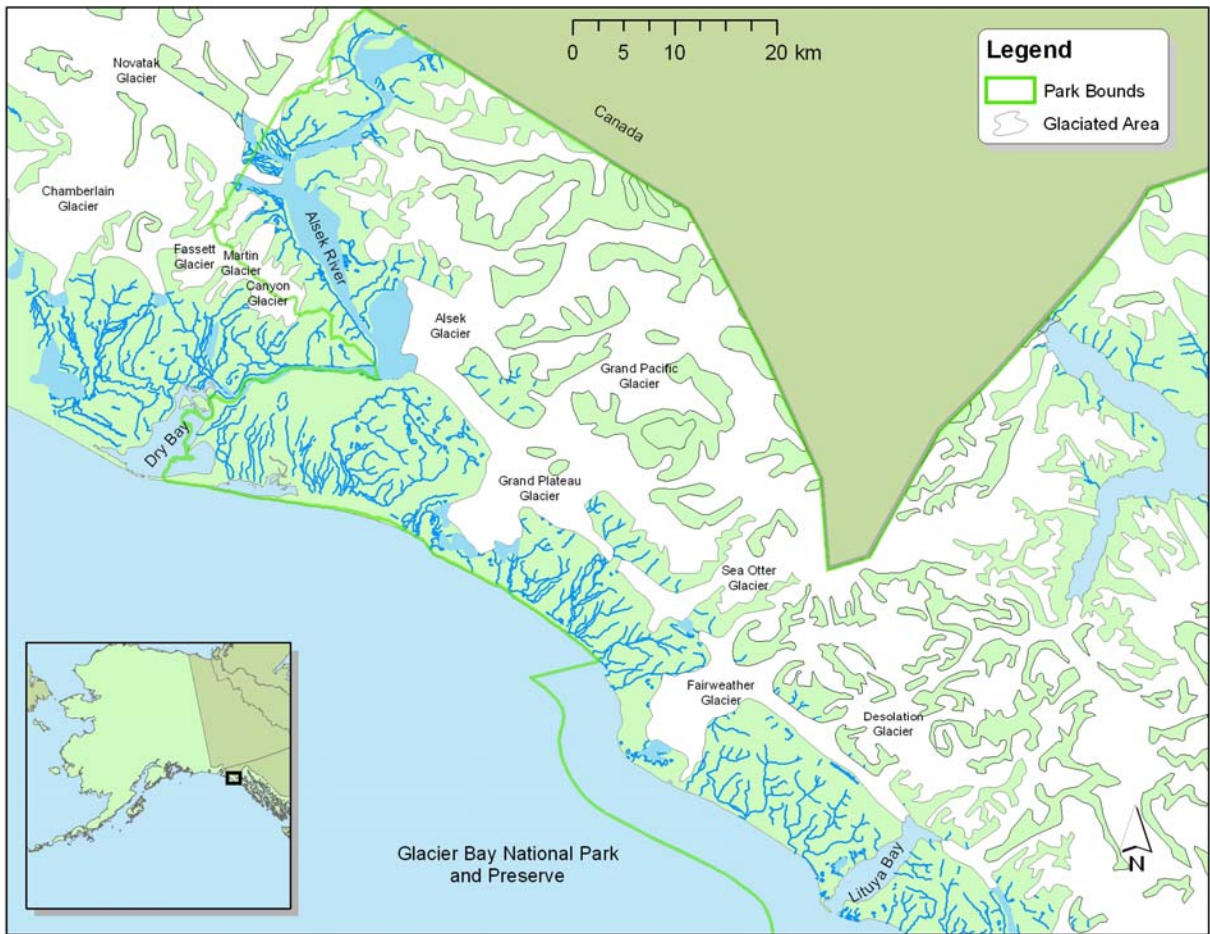 0 5 10 20 km
Legend
Park Bounds
Glaciated Area
Novatak
Glacier
Canada
Chamberlain
Glacier
Alsek River
Fassett
Glacier
Martin
Glacier
Canyon
Glacier
Alsek
Glacier
Grand Pacific
Glacier
Dry Bay
Grand Plateau
Glacier
Sea Otter
Glacier
Fairweather
Glacier
Desolation
Glacier
Glacier Bay National Park
and Preserve
Lituya Bay
N